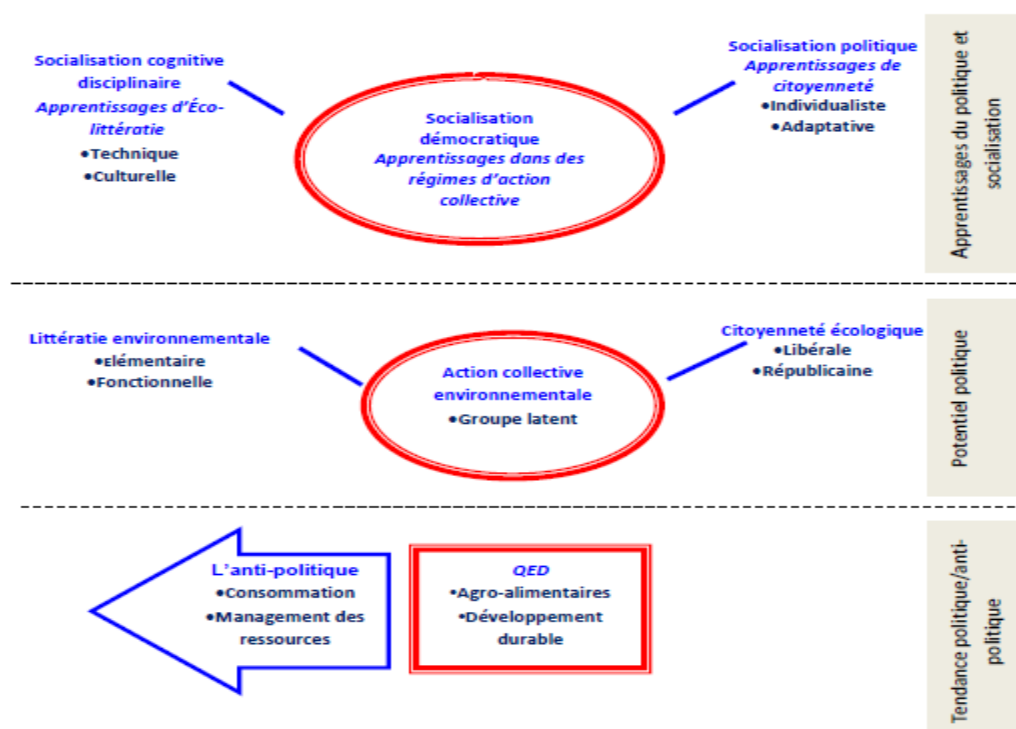 Socialisation cognitive
disciplinaire
Apprentissages d'Éco-
littératie
•Technique
•Culturelle
Socialisation
démocratique
Apprentissages dans des
régimes d'action
collective
Socialisation politique
Apprentissages de
citoyenneté
•Individualiste
•Adaptative
Apprentissages du politique et
socialisation
Littératie environnementale
•Elémentaire
•Fonctionnelle
Action collective
environnementale
•Groupe latent
Citoyenneté écologique
•Libérale
•Républicaine
Potentiel politique
L'anti-politique
•Consommation
•Management des
ressources
QED
•Agro-alimentaires
•Développement
durable
Tendance politique/anti-
politique